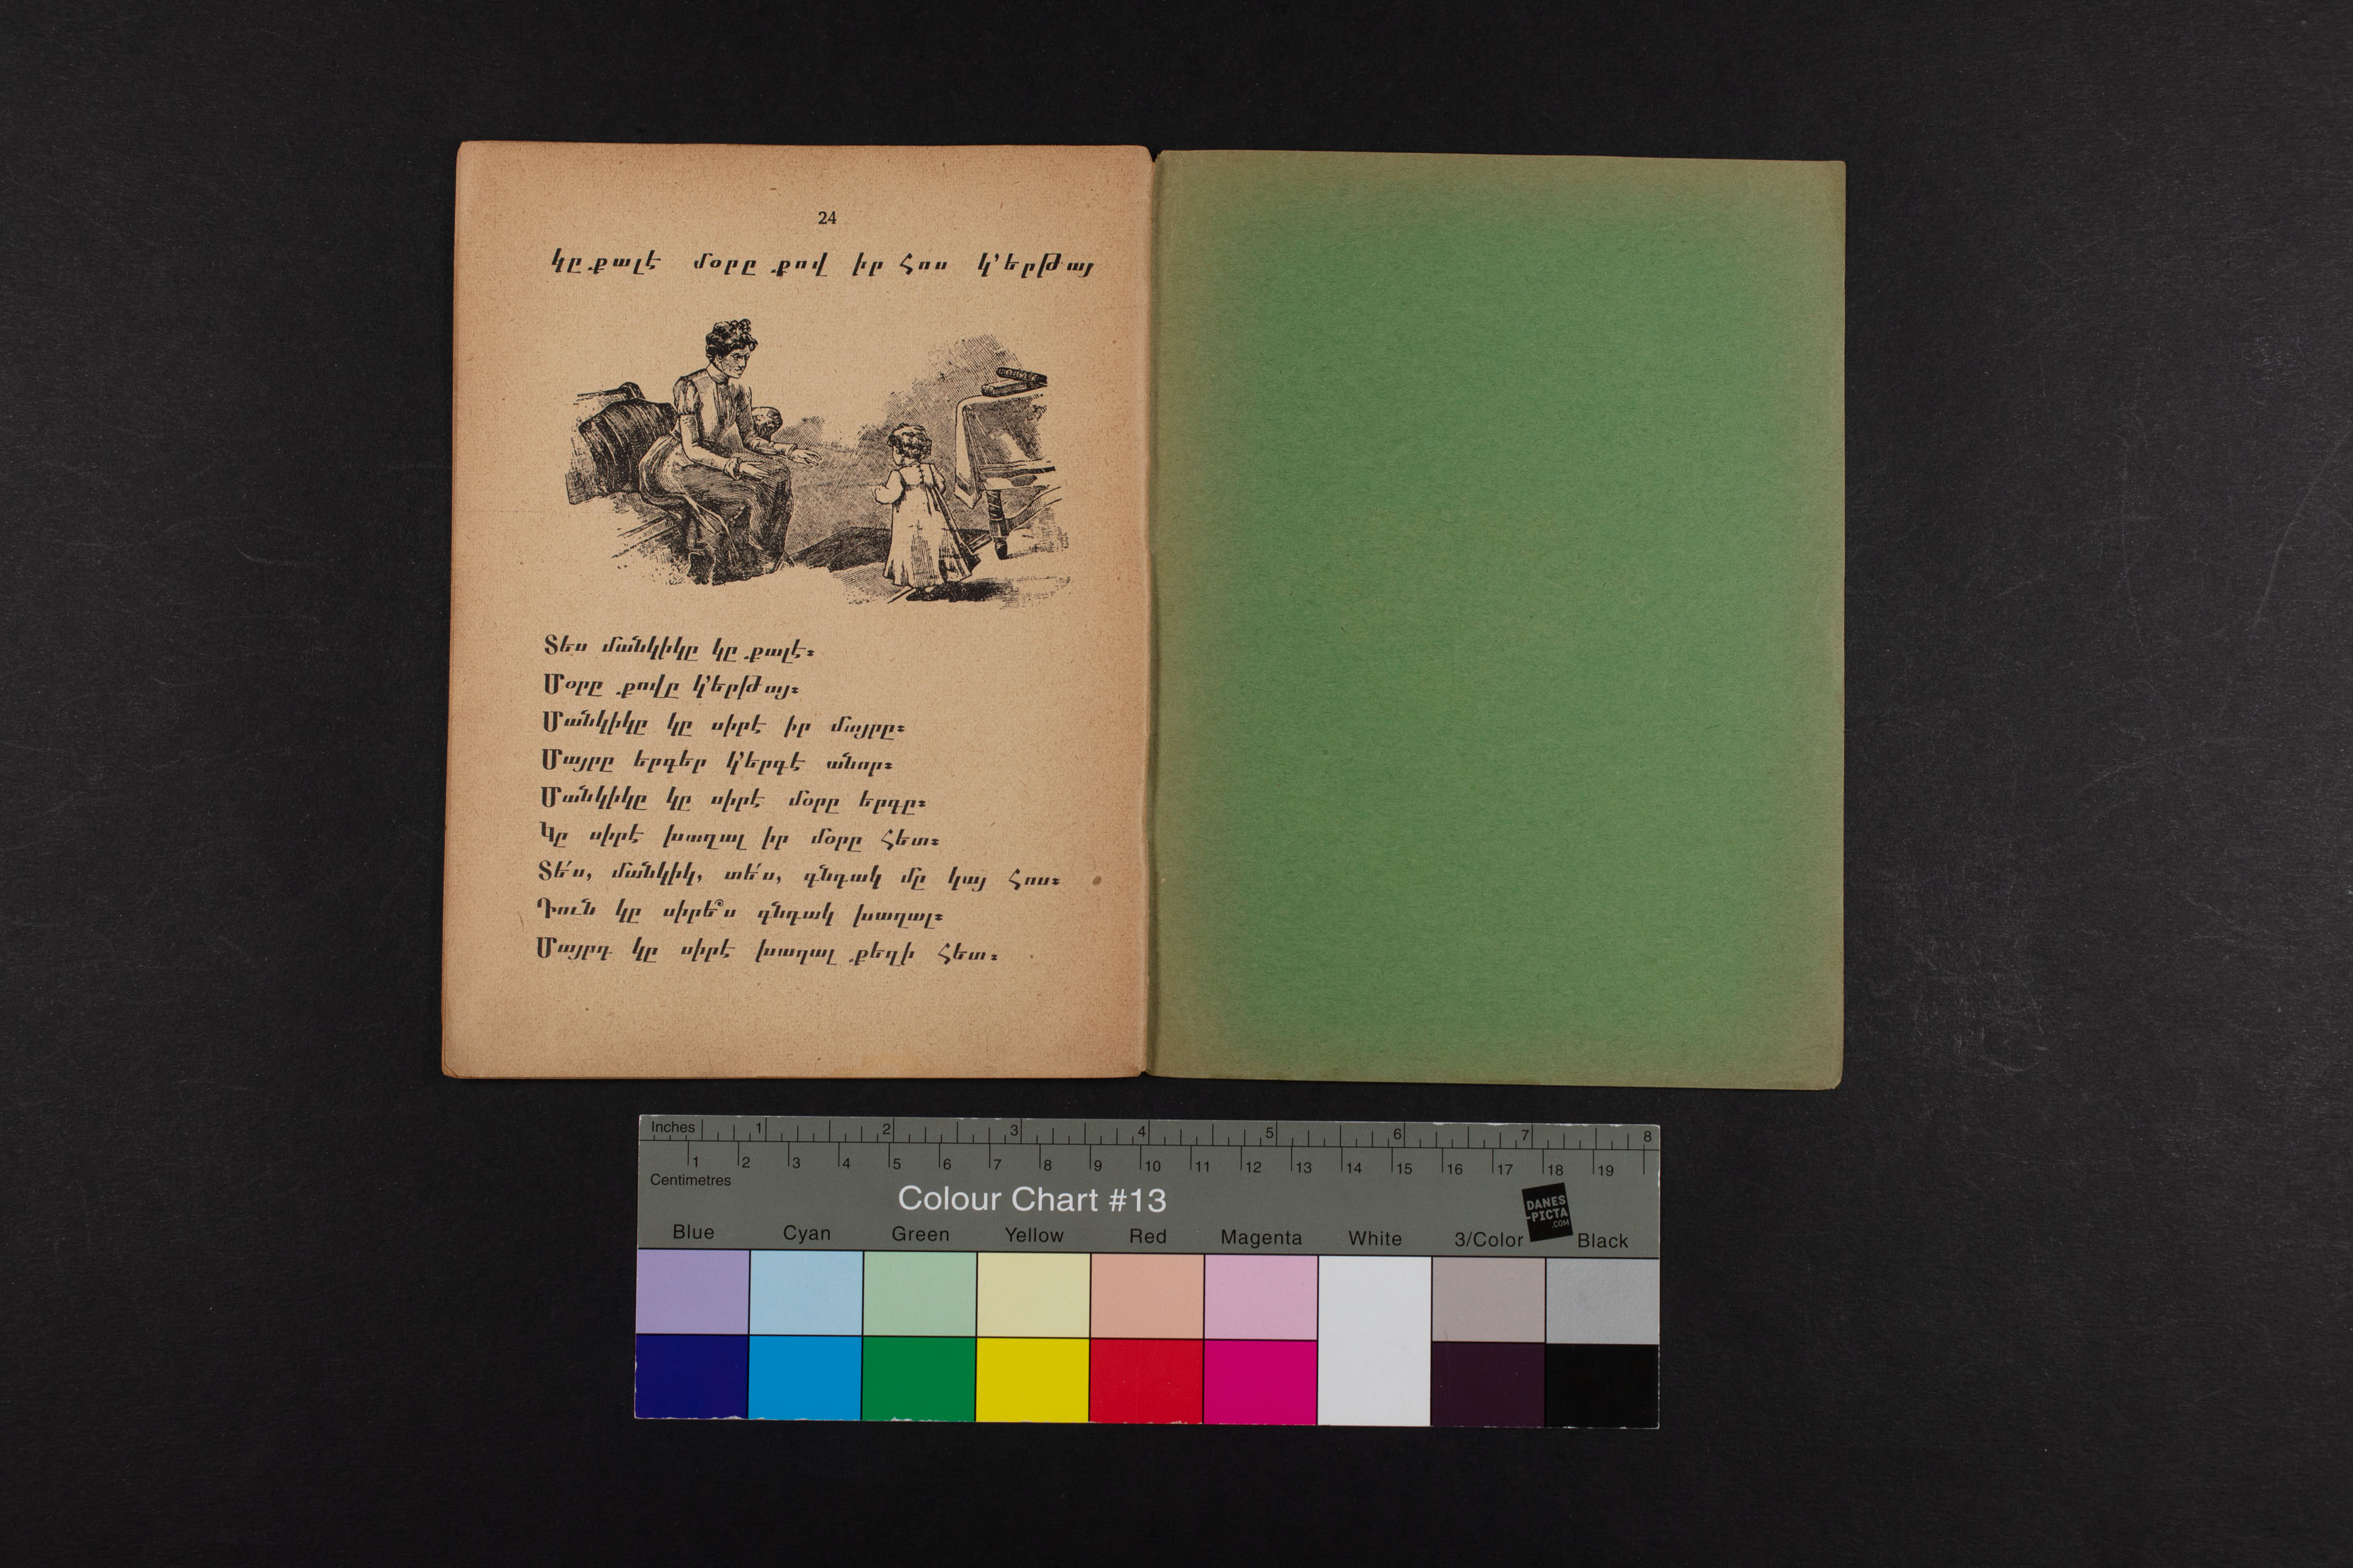 24
կը քալէ մօրը քով իր հոս կ՚երթայ
Տես մանկիկը կը քալէ։
Մօրը քովը կ՚երթայ։
Մանկիկը կը սիրէ իր մայրը։
Մայրը երգեր կ՚երգէ անոր։
Մանկիկը կը սիրէ մօրը երգը։
Կը սիրէ խաղալ իր մօրը հետ։
Տե՛ս, մանկիկ, տե՛ս, գնդակ մը կայ հոս։
Դուն կը սիրե՞ս գնդակ խաղալ։
Մայրդ կը սիրէ խաղալ քեզի հետ։
Inches 1 2 3 4 5 6 7 8
1 2 3 4 5 6 7 8 9 10 11 12 13 14 15 16 17 18 19
Centimetres
Colour Chart #13
DANES
-PICTA
.COM
Blue Cyan Green Yellow Red Magenta White 3/Color Black